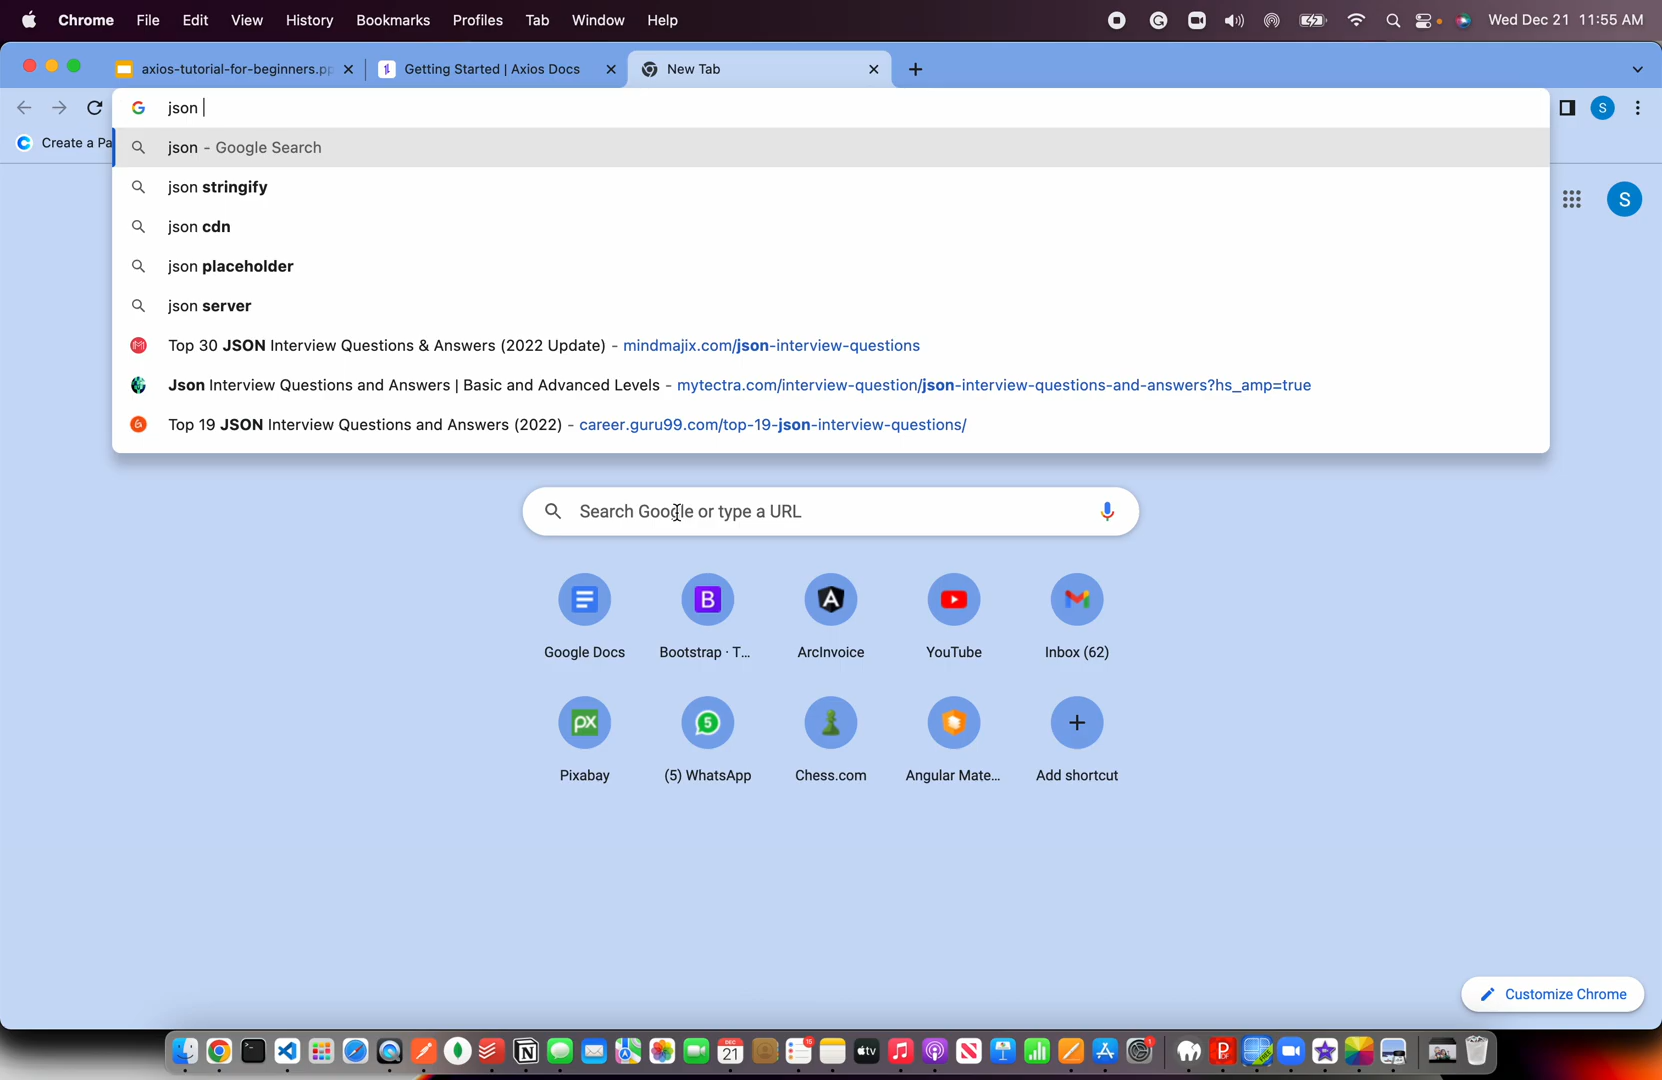 Chrome File Edit View History Bookmarks Profiles Tab Window Help Wed Dec 21 11:55 AM
axios-tutorial-for-beginners.pp Getting Started | Axios Docs New Tab
json
S
Create a Pa
json - Google Search
json stringify
S
json cdn
json placeholder
json server
Top 30 JSON Interview Questions & Answers (2022 Update) - mindmajix.com/json-interview-questions
Json Interview Questions and Answers | Basic and Advanced Levels - mytectra.com/interview-question/json-interview-questions-and-answers?hs_amp=true
Top 19 JSON Interview Questions and Answers (2022) - career.guru99.com/top-19-json-interview-questions/
Search Google or type a URL
Google Docs Bootstrap · T... ArcInvoice YouTube Inbox (62)
Pixabay (5) WhatsApp Chess.com Angular Mate... Add shortcut
Customize Chrome